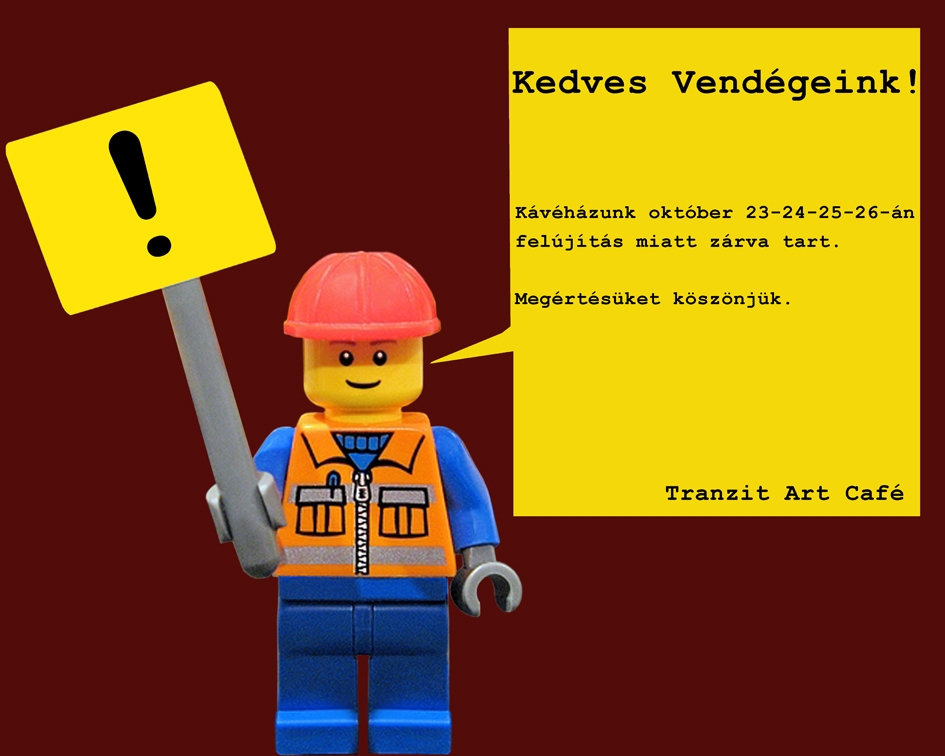 !
Kedves Vendégeink!
Kávéházunk október 23-24-25-26-án
felújítás miatt zárva tart.
Megértésüket köszönjük.
Tranzit Art Café